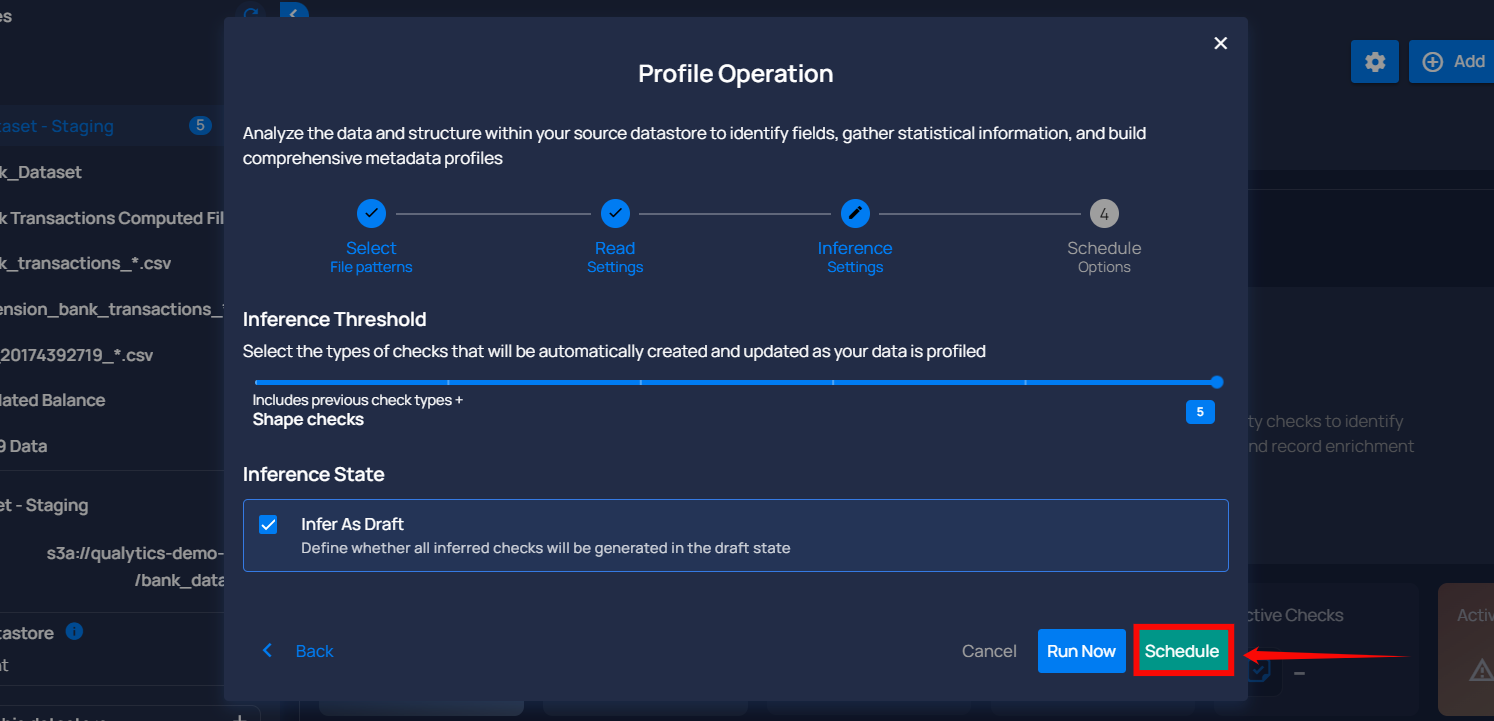 es
Add
Profile Operation
Analyze the data and structure within your source datastore to identify fields, gather statistical information, and build
comprehensive metadata profiles
taset - Staging
5
k_Dataset
k Transactions Computed Fil
k_transactions_*.csv
ension_bank_transactions_*
_20174392719_*.csv
lated Balance
9 Data
et - Staging
s3a://qualytics-demo-
/bank_data
tastore
nt
4
Select
File patterns
Read
Settings
Inference
Settings
Schedule
Options
Inference Threshold
Select the types of checks that will be automatically created and updated as your data is profiled
Includes previous check types +
Shape checks
5
Inference State
Infer As Draft
Define whether all inferred checks will be generated in the draft state
Back
Cancel
Run Now
Schedule
ty checks to identify
nd record enrichment
ctive Checks
–
Activ